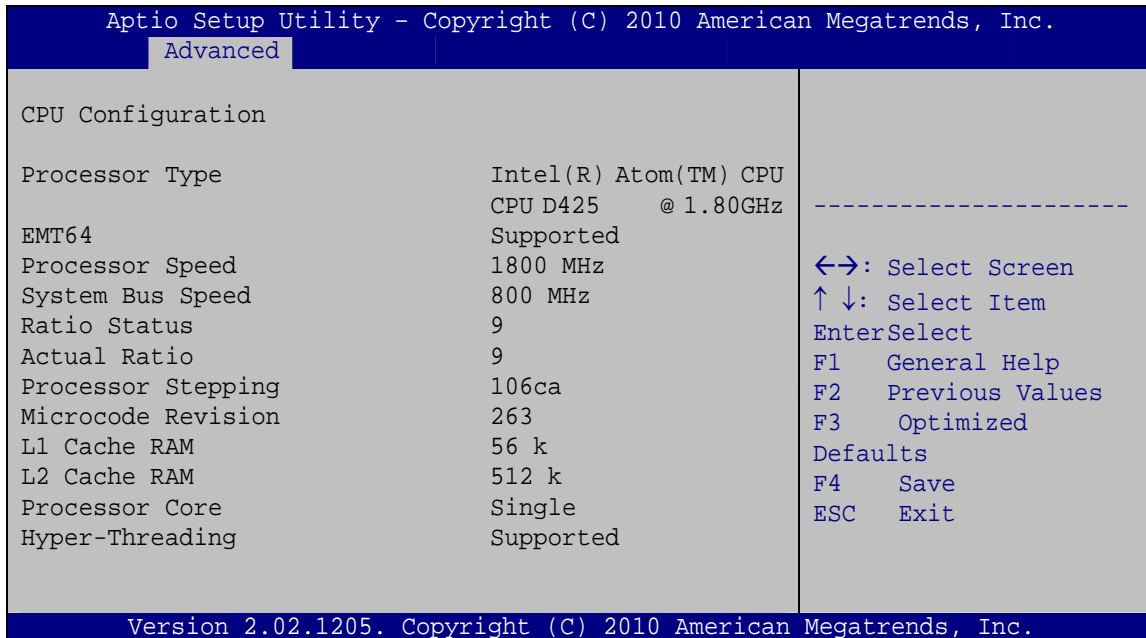 Aptio Setup Utility – Copyright (C) 2010 American Megatrends, Inc.
Advanced
CPU Configuration
Processor Type Intel(R) Atom(TM) CPU
CPU D425 @ 1.80GHz
EMT64 Supported
Processor Speed 1800 MHz
System Bus Speed 800 MHz
Ratio Status 9
Actual Ratio 9
Processor Stepping 106ca
Microcode Revision 263
L1 Cache RAM 56 k
L2 Cache RAM 512 k
Processor Core Single
Hyper-Threading Supported
----------------------
←→: Select Screen
↑ ↓: Select Item
EnterSelect
F1 General Help
F2 Previous Values
F3 Optimized
Defaults
F4 Save
ESC Exit
Version 2.02.1205. Copyright (C) 2010 American Megatrends, Inc.